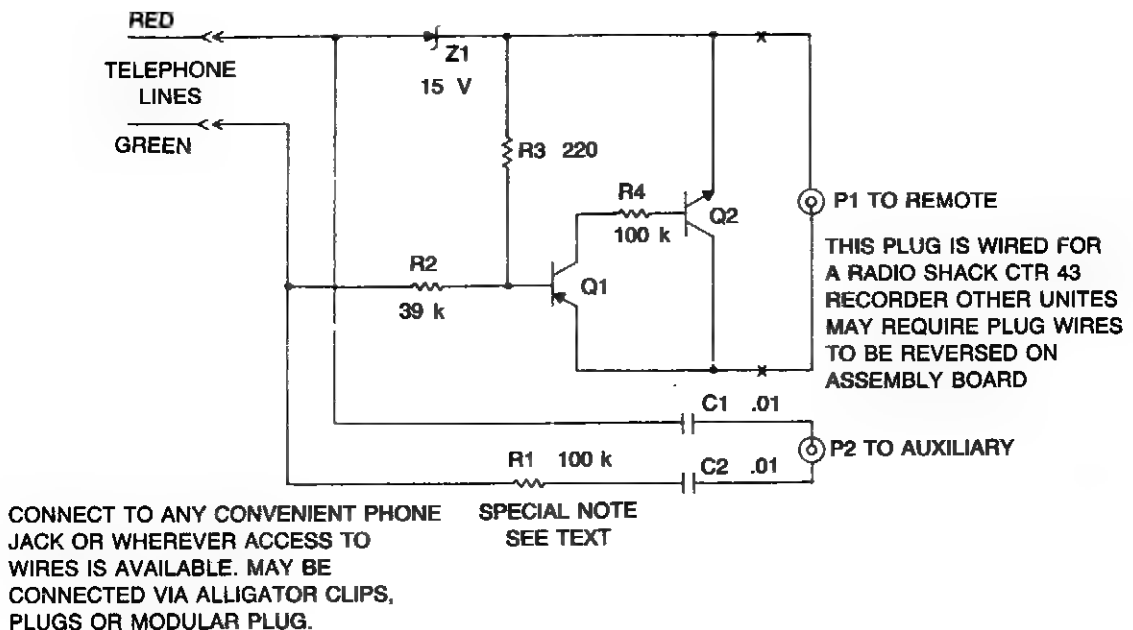 RED
TELEPHONE
LINES
GREEN
Z1
15 V
R3 220
R4
100 k
Q2
R2
39 k
Q1
P1 TO REMOTE
THIS PLUG IS WIRED FOR
A RADIO SHACK CTR 43
RECORDER OTHER UNITES
MAY REQUIRE PLUG WIRES
TO BE REVERSED ON
ASSEMBLY BOARD
C1 .01
P2 TO AUXILIARY
R1 100 k
C2 .01
SPECIAL NOTE
SEE TEXT
CONNECT TO ANY CONVENIENT PHONE
JACK OR WHEREVER ACCESS TO
WIRES IS AVAILABLE. MAY BE
CONNECTED VIA ALLIGATOR CLIPS,
PLUGS OR MODULAR PLUG.